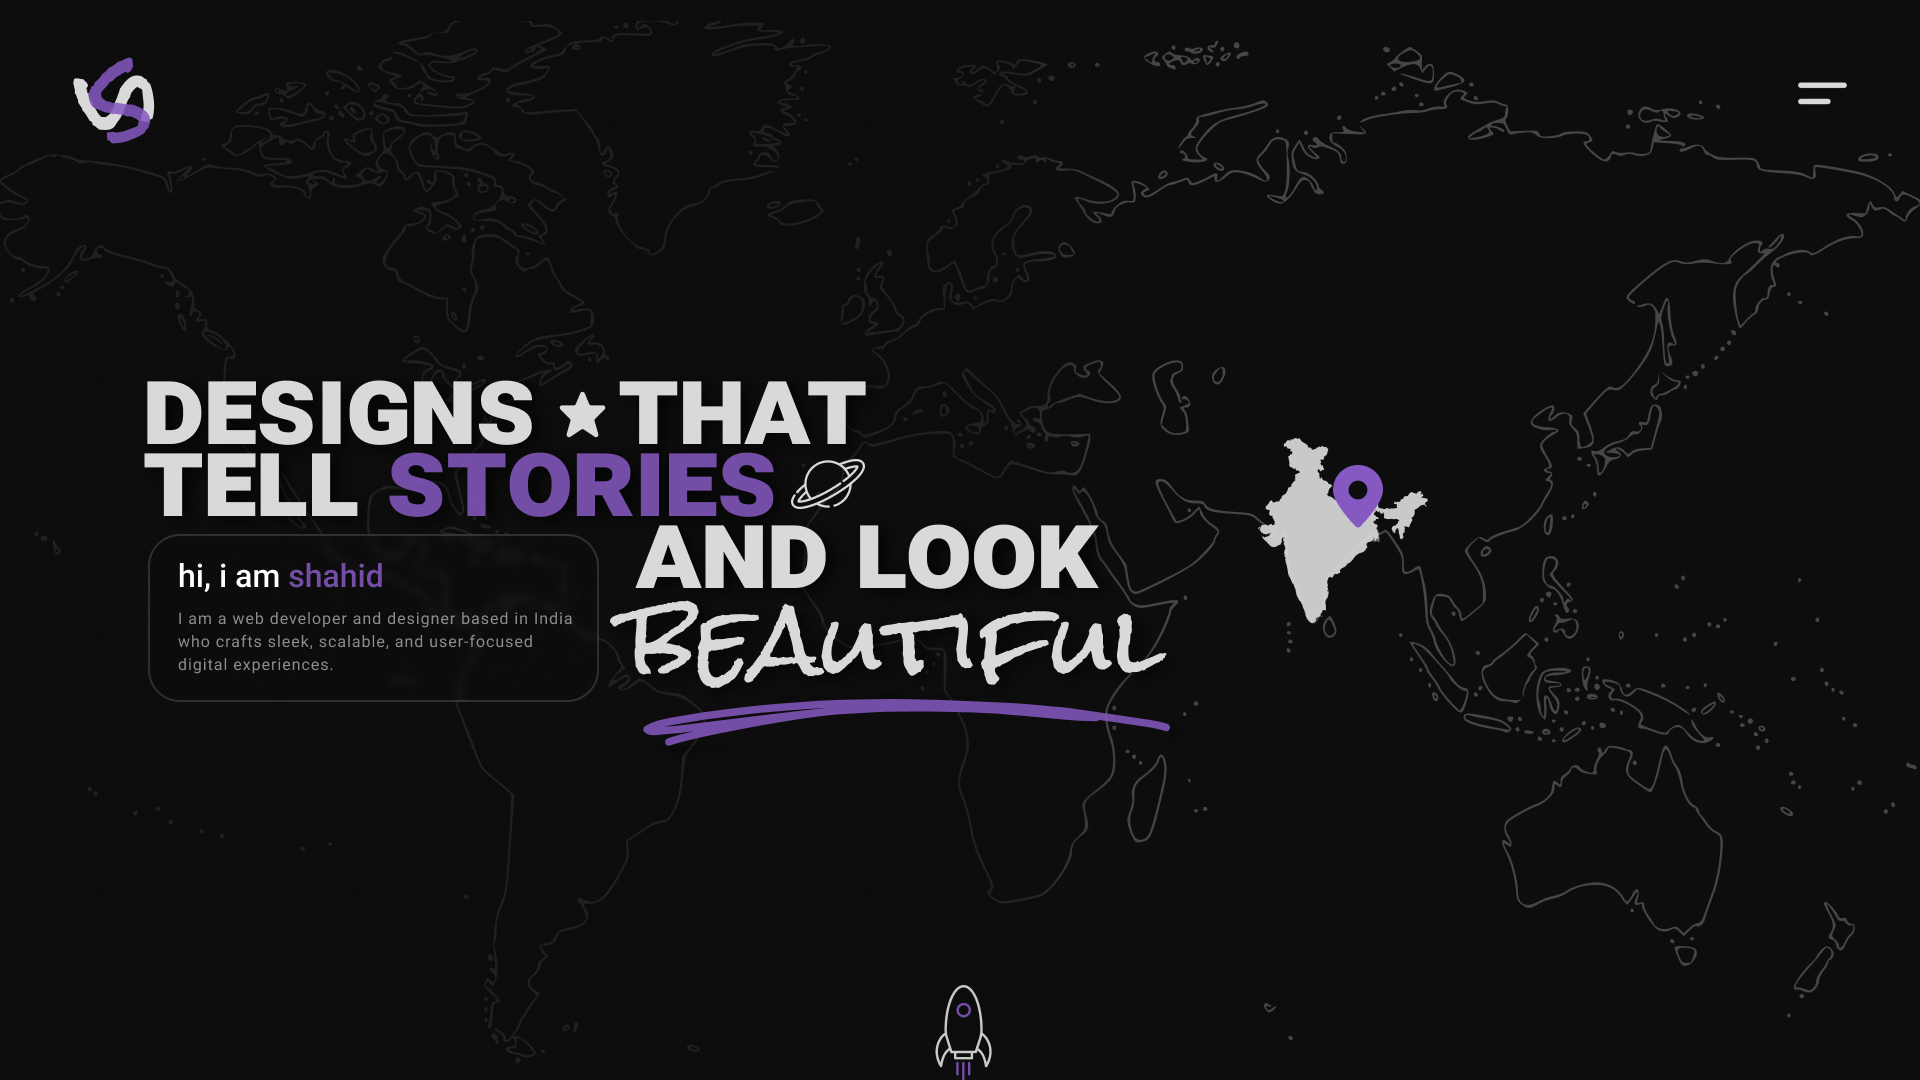 DESIGNS THAT
TELL STORIES
AND LOOK
BEAUTIFUL
hi, i am shahid
I am a web developer and designer based in India
who crafts sleek, scalable, and user-focused
digital experiences.